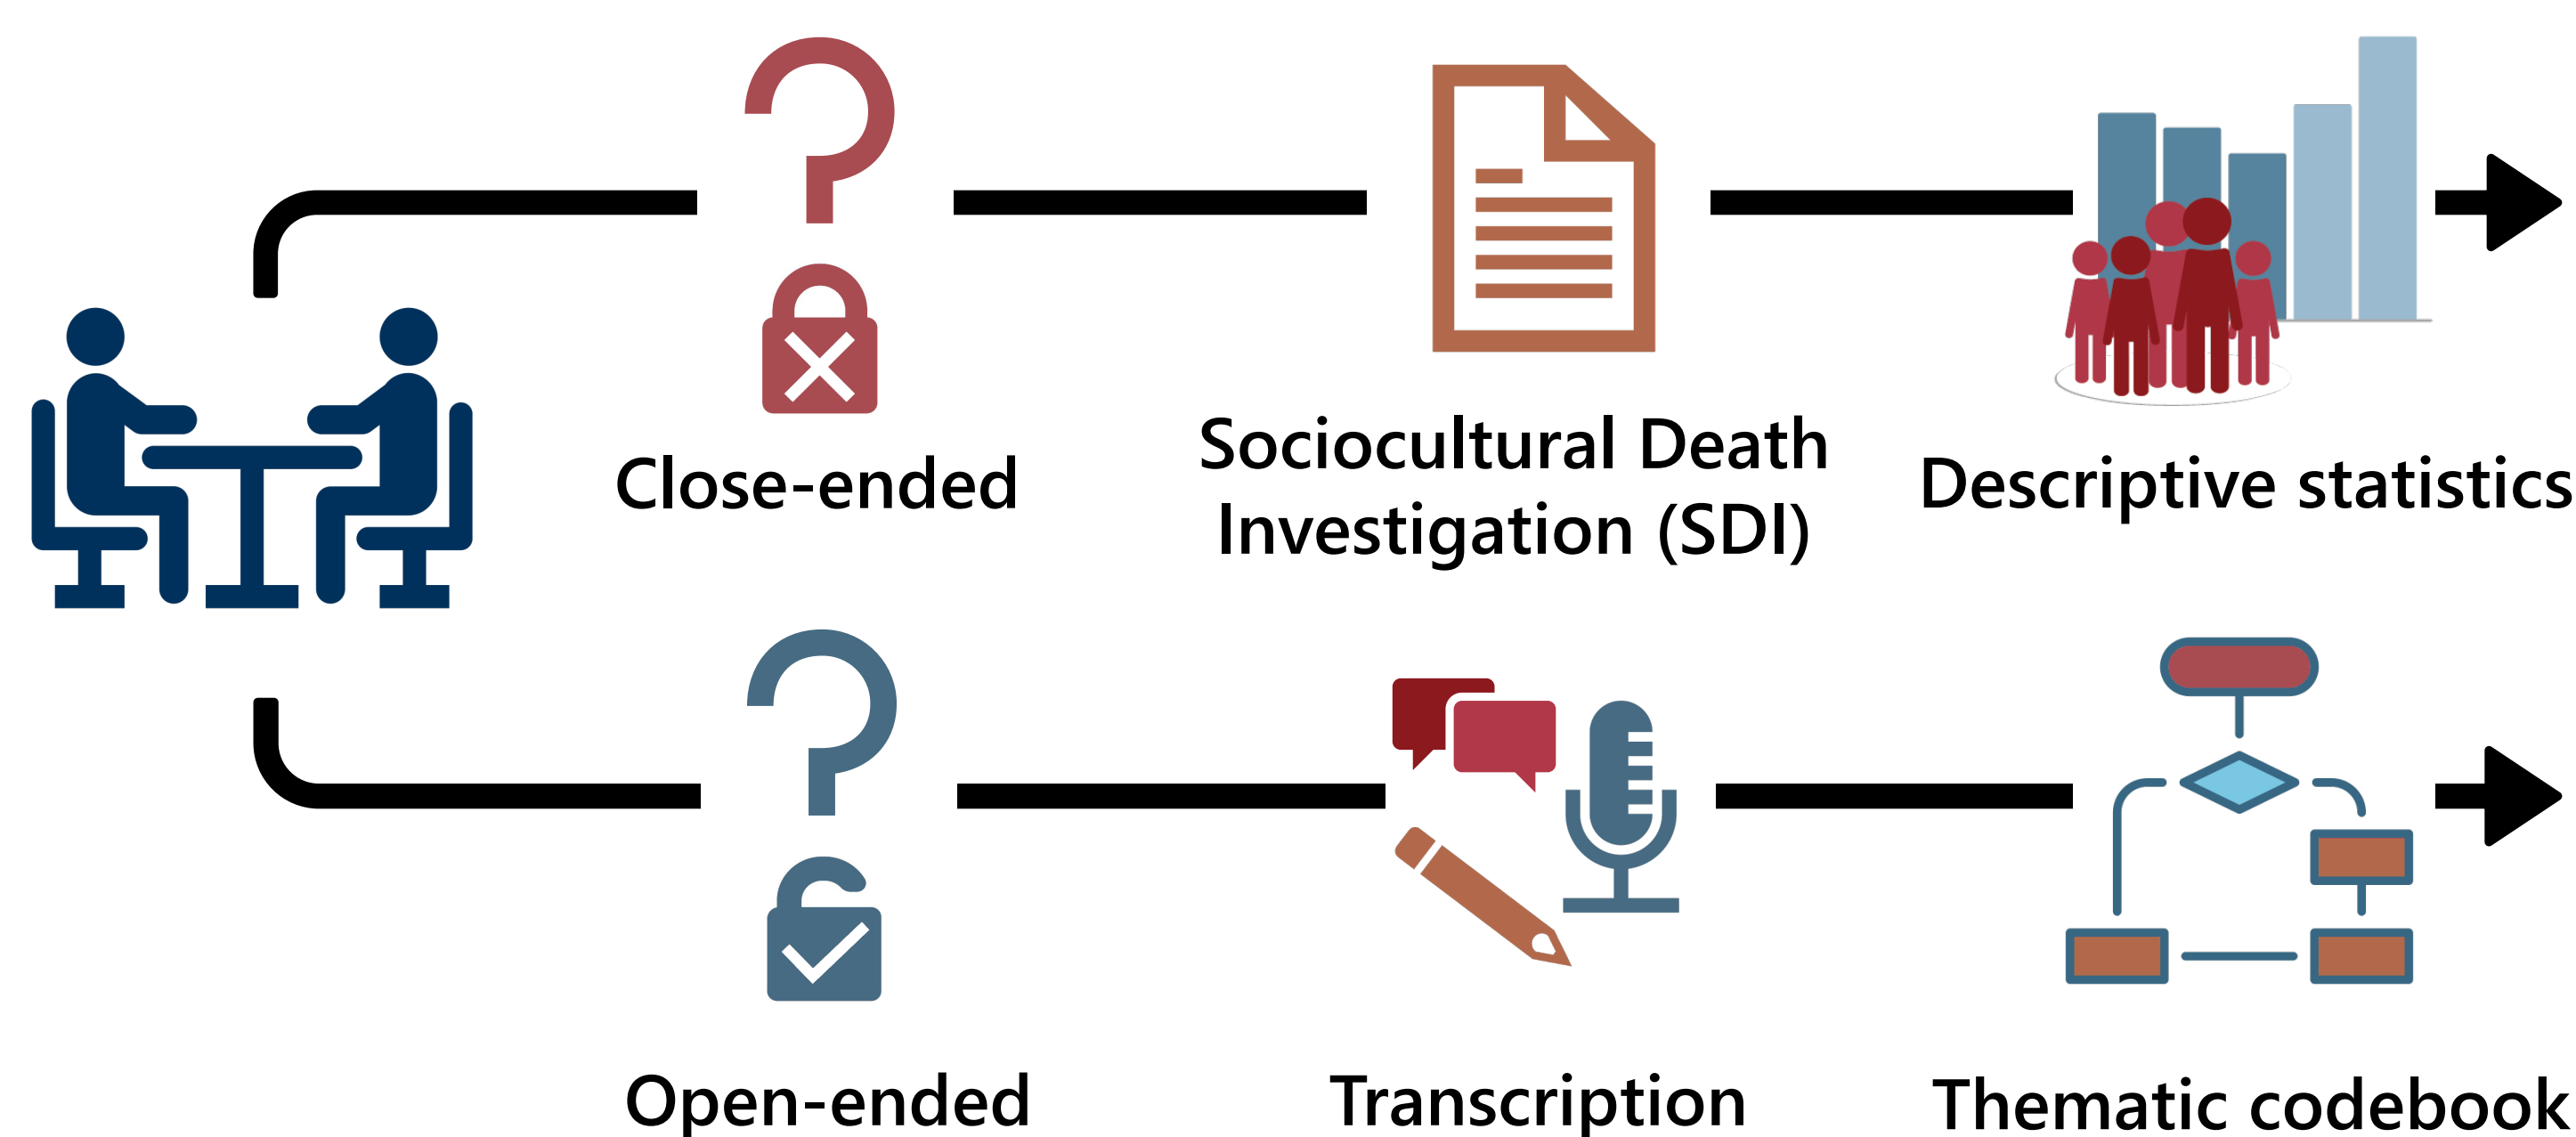 Close-ended
Sociocultural Death
Investigation (SDI)
Descriptive statistics
Open-ended
Transcription
Thematic codebook